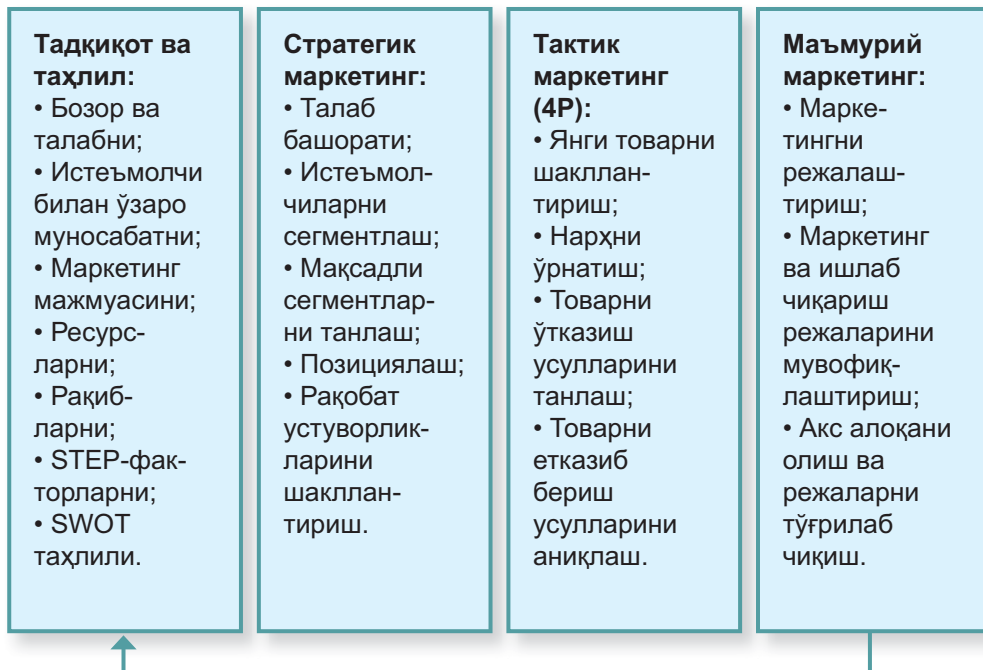 Тадқиқот ва
таҳлил:
• Бозор ва
талабни;
• Истеъмолчи
билан ўзаро
муносабатни;
• Маркетинг
мажмуасини;
• Ресурс-
ларни;
• Рақиб-
ларни;
• STEP-фак-
торларни;
• SWOT
таҳлили.
Стратегик
маркетинг:
• Талаб
башорати;
• Истеъмол-
чиларни
сегментлаш;
• Мақсадли
сегментлар-
ни танлаш;
• Позициялаш;
• Рақобат
устуворлик-
ларини
шакллан-
тириш.
Тактик
маркетинг
(4P):
• Янги товарни
шакллан-
тириш;
• Нарҳни
ўрнатиш;
• Товарни
ўтказиш
усулларини
танлаш;
• Товарни
етказиб
бериш
усулларини
аниқлаш.
Маъмурий
маркетинг:
• Марке-
тингни
режалаш-
тириш;
• Маркетинг
ва ишлаб
чиқариш
режаларини
мувофиқ-
лаштириш;
• Акс алоқани
олиш ва
режаларни
тўғрилаб
чиқиш.